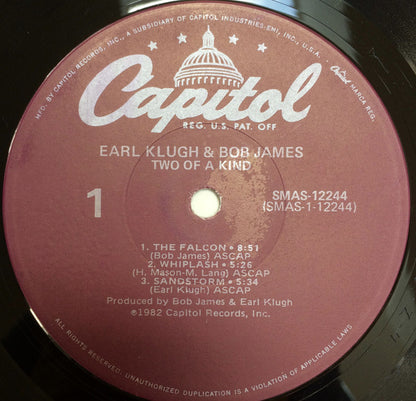 MFG. BY CAPITOL RECORDS, INC., A SUBSIDIARY OF CAPITOL INDUSTRIES-EMI, INC., U.S.A.
MARCA REG.
Capitol
REG. U.S. PAT. OFF
EARL KLUGH & BOB JAMES
TWO OF A KIND
1
SMAS-12244
(SMAS-1-12244)
1. THE FALCON • 8:51
(Bob James) ASCAP
2. WHIPLASH • 5:26
(H. Mason-M. Lang) ASCAP
3. SANDSTORM • 5:34
(Earl Klugh) ASCAP
Produced by Bob James & Earl Klugh
℗1982 Capitol Records, Inc.
ALL RIGHTS RESERVED. UNAUTHORIZED DUPLICATION IS A VIOLATION OF APPLICABLE LAWS